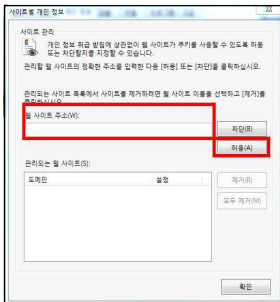 사이트별 개인 정보
사이트 관리
개인 정보 취급 방침에 상관없이 웹 사이트가 쿠키를 사용할 수 있도록 허용
또는 차단할지를 지정할 수 있습니다.
관리할 웹 사이트의 정확한 주소를 입력한 다음 [허용] 또는 [차단]을 클릭하십시오.
관리되는 사이트 목록에서 사이트를 제거하려면 웹 사이트 이름을 선택하고 [제거]를
클릭하십시오.
웹 사이트 주소(W):
차단(B)
허용(A)
관리되는 웹 사이트(S):
도메인 설정
제거(R)
모두 제거(M)
확인